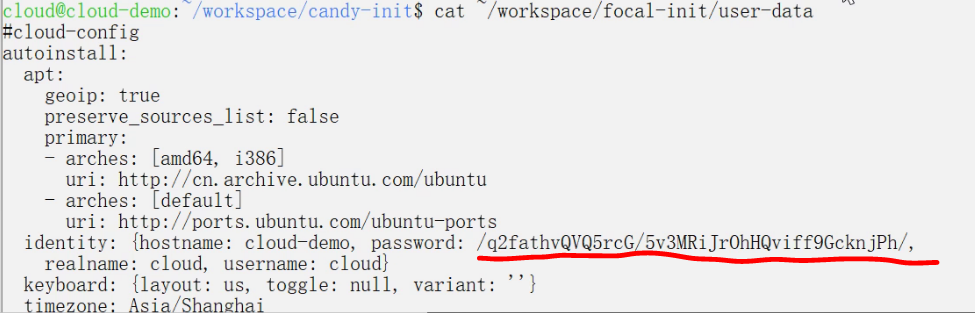 cloud@cloud-demo:~/workspace/candy-init$ cat ~/workspace/focal-init/user-data
#cloud-config
autoinstall:
  apt:
    geoip: true
    preserve_sources_list: false
    primary:
    - arches: [amd64, i386]
      uri: http://cn.archive.ubuntu.com/ubuntu
    - arches: [default]
      uri: http://ports.ubuntu.com/ubuntu-ports
  identity: {hostname: cloud-demo, password: /q2fathvQVQ5rcG/5v3MRiJrOhHQviff9GcknjPh/,
    realname: cloud, username: cloud}
  keyboard: {layout: us, toggle: null, variant: ''}
  timezone: Asia/Shanghai